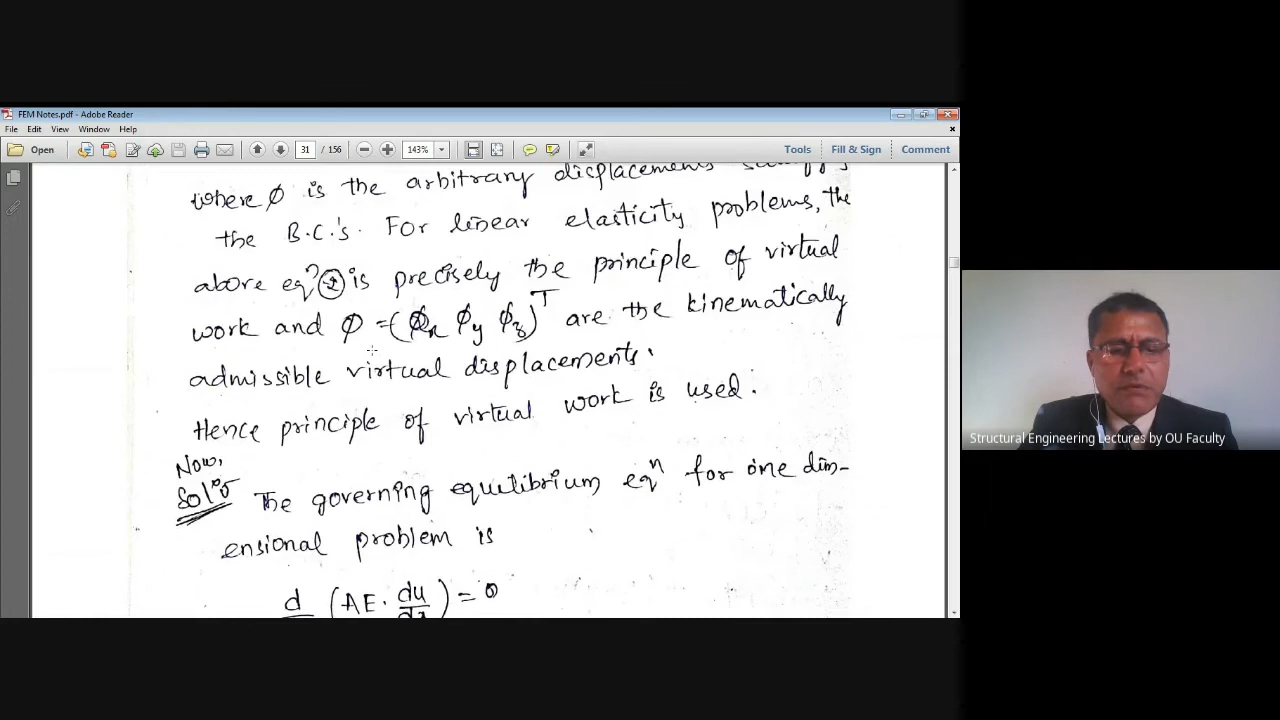 FEM Notes.pdf - Adobe Reader
File Edit View Window Help
Open 31 / 156 143% Tools Fill & Sign Comment
where φ is the arbitrary displacements
the B.C.'s. For linear elasticity problems, the
above eqn (2) is precisely the principle of virtual
work and φ = (φx φy φz)^T are the kinematically
admissible virtual displacements.
Hence principle of virtual work is used.
Now,
Solⁿ The governing equilibrium eqⁿ for one dim-
ensional problem is
d (AE. du/dx) = 0
Structural Engineering Lectures by OU Faculty